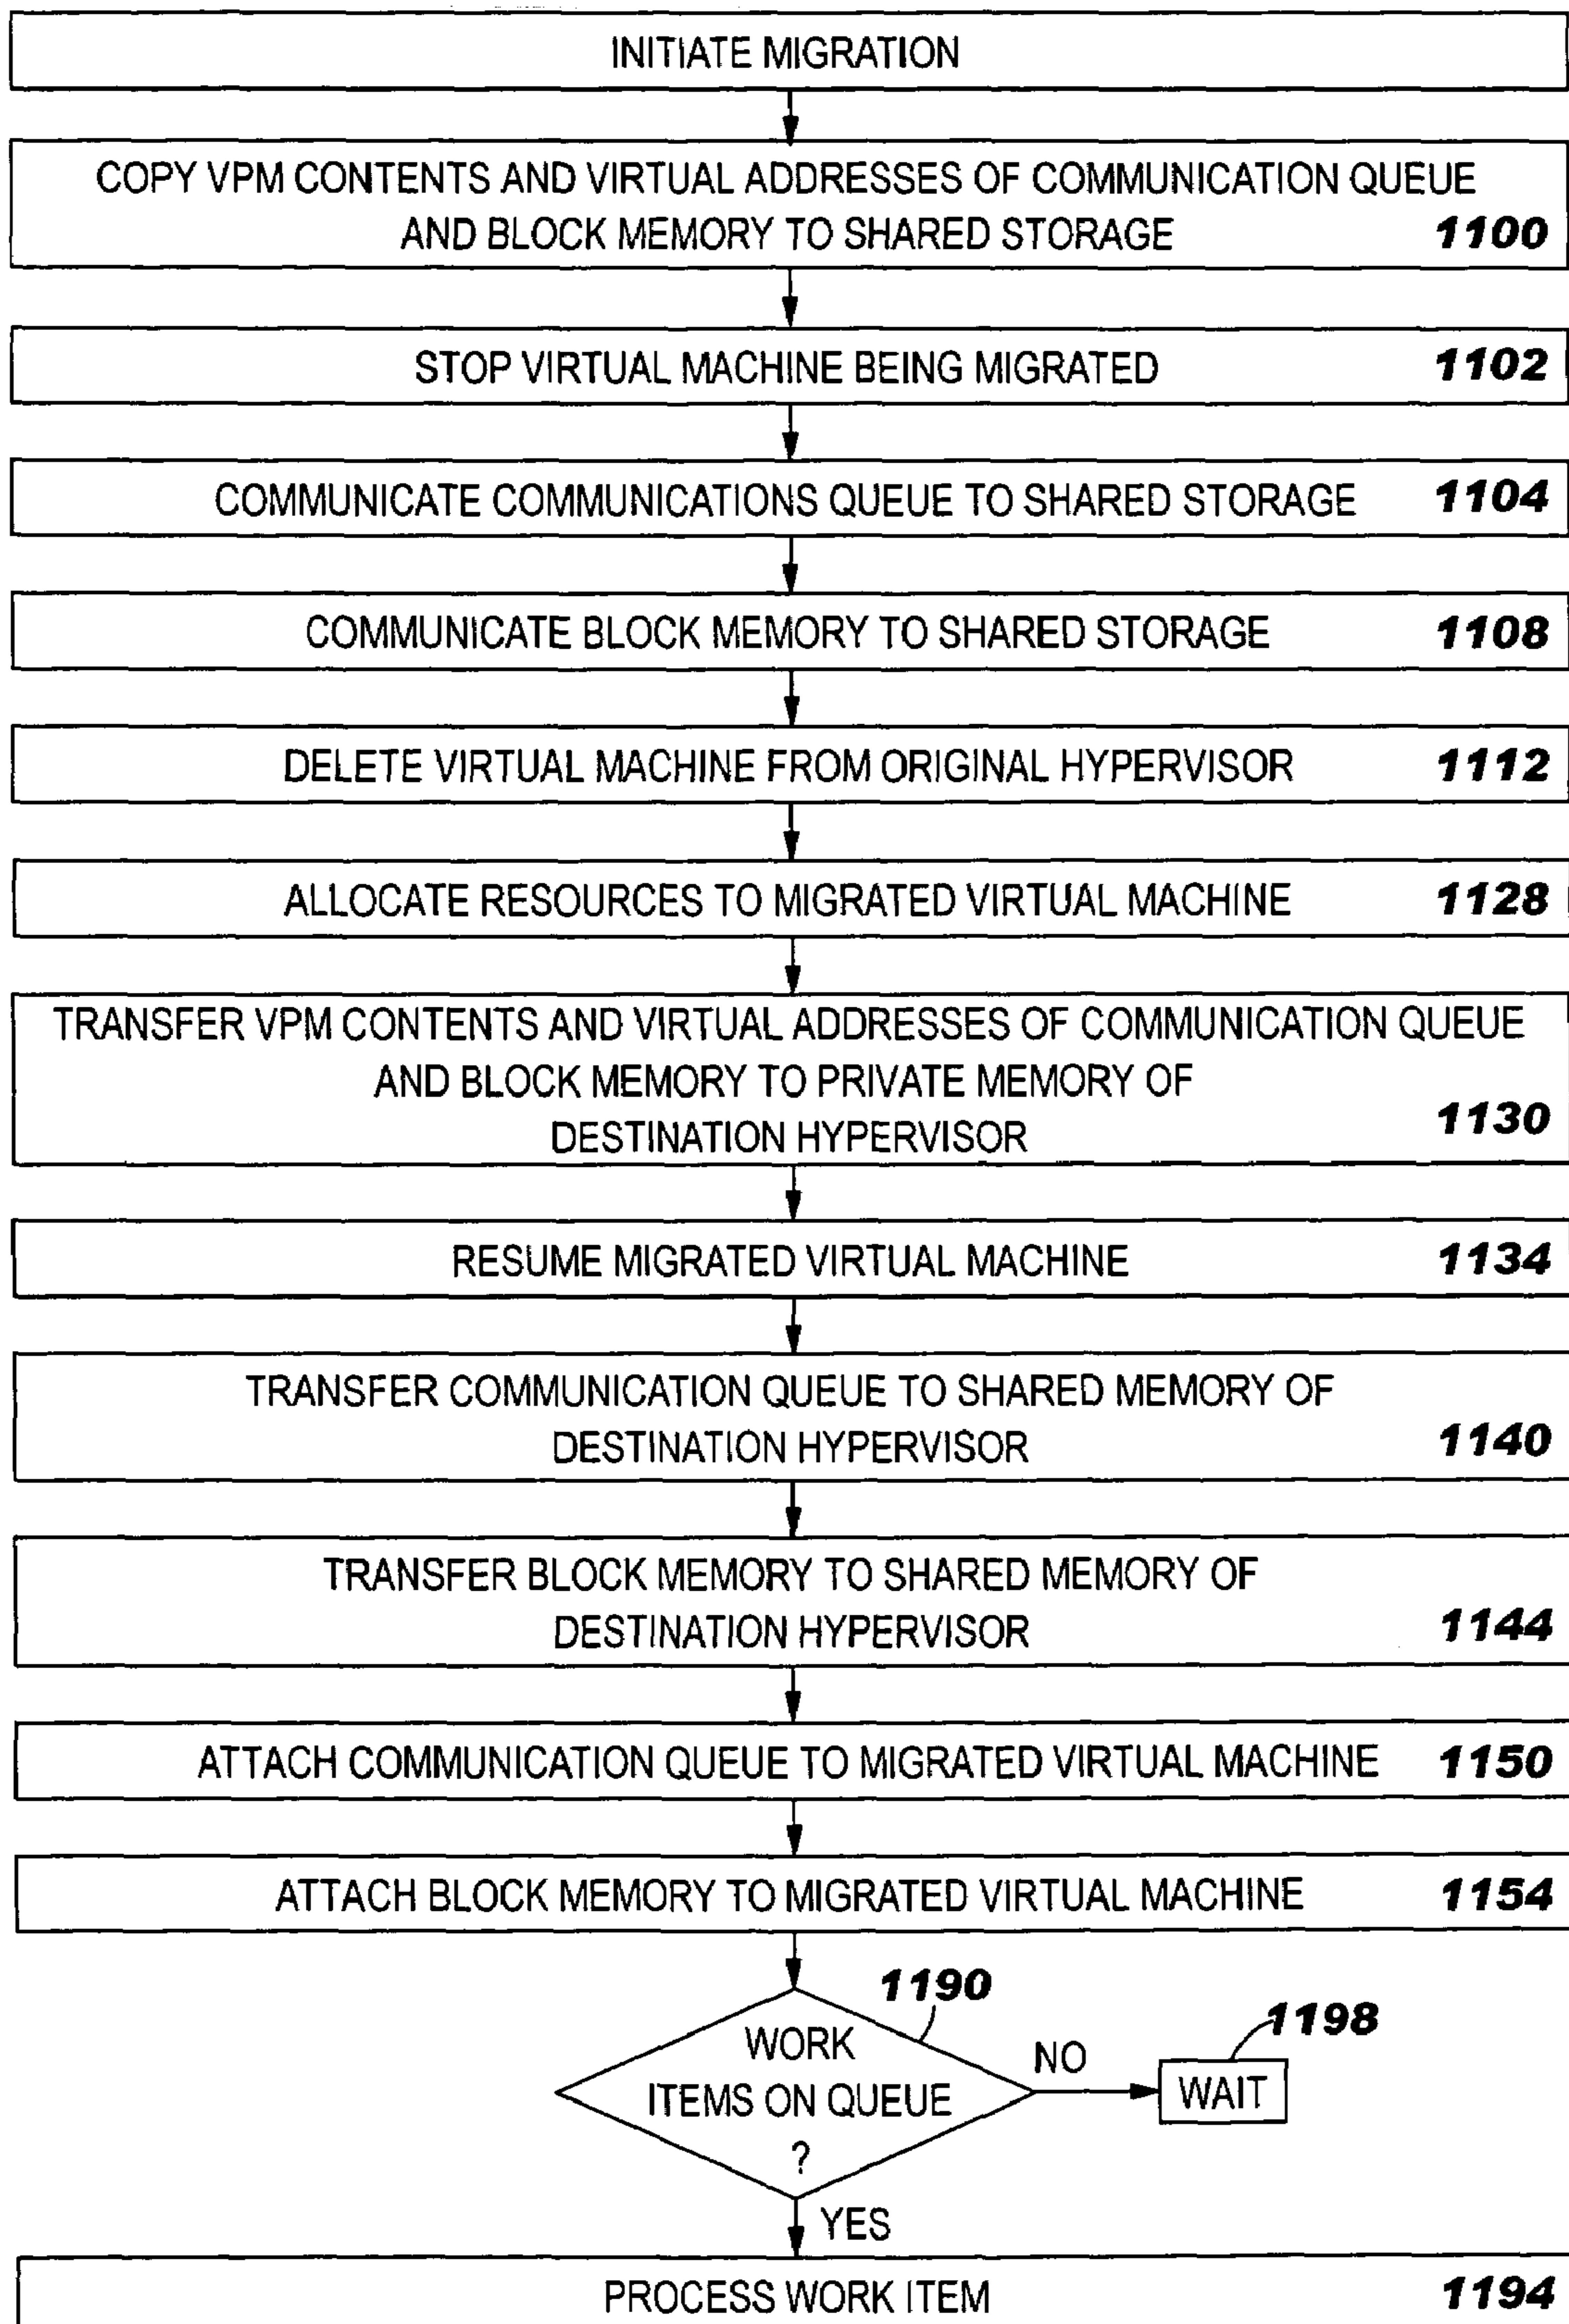 INITIATE MIGRATION
COPY VPM CONTENTS AND VIRTUAL ADDRESSES OF COMMUNICATION QUEUE
AND BLOCK MEMORY TO SHARED STORAGE 1100
STOP VIRTUAL MACHINE BEING MIGRATED 1102
COMMUNICATE COMMUNICATIONS QUEUE TO SHARED STORAGE 1104
COMMUNICATE BLOCK MEMORY TO SHARED STORAGE 1108
DELETE VIRTUAL MACHINE FROM ORIGINAL HYPERVISOR 1112
ALLOCATE RESOURCES TO MIGRATED VIRTUAL MACHINE 1128
TRANSFER VPM CONTENTS AND VIRTUAL ADDRESSES OF COMMUNICATION QUEUE
AND BLOCK MEMORY TO PRIVATE MEMORY OF
DESTINATION HYPERVISOR 1130
RESUME MIGRATED VIRTUAL MACHINE 1134
TRANSFER COMMUNICATION QUEUE TO SHARED MEMORY OF
DESTINATION HYPERVISOR 1140
TRANSFER BLOCK MEMORY TO SHARED MEMORY OF
DESTINATION HYPERVISOR 1144
ATTACH COMMUNICATION QUEUE TO MIGRATED VIRTUAL MACHINE 1150
ATTACH BLOCK MEMORY TO MIGRATED VIRTUAL MACHINE 1154
1190
WORK
ITEMS ON QUEUE
?
NO
1198
WAIT
YES
PROCESS WORK ITEM 1194